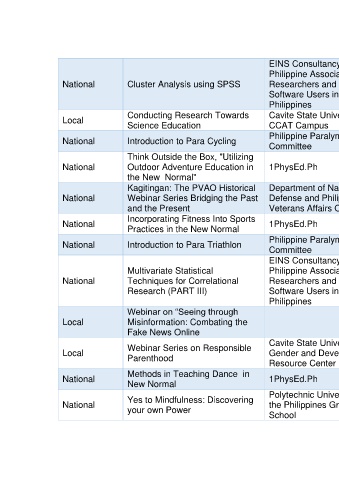 National
Cluster Analysis using SPSS
EINS Consultancy
Philippine Associa
Researchers and
Software Users in
Philippines
Local
Conducting Research Towards
Science Education
Cavite State Unive
CCAT Campus
National
Introduction to Para Cycling
Philippine Paralym
Committee
National
Think Outside the Box, "Utilizing
Outdoor Adventure Education in
the New  Normal"
1PhysEd.Ph
National
Kagitingan: The PVAO Historical
Webinar Series Bridging the Past
and the Present
Department of Na
Defense and Phili
Veterans Affairs O
National
Incorporating Fitness Into Sports
Practices in the New Normal
1PhysEd.Ph
National
Introduction to Para Triathlon
Philippine Paralym
Committee
National
Multivariate Statistical
Techniques for Correlational
Research (PART III)
EINS Consultancy
Philippine Associa
Researchers and
Software Users in
Philippines
Local
Webinar on "Seeing through
Misinformation: Combating the
Fake News Online
Local
Webinar Series on Responsible
Parenthood
Cavite State Unive
Gender and Deve
Resource Center
National
Methods in Teaching Dance  in
New Normal
1PhysEd.Ph
National
Yes to Mindfulness: Discovering
your own Power
Polytechnic Unive
the Philippines Gr
School